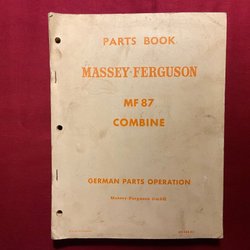 PARTS BOOK
MASSEY-FERGUSON
MF 87
COMBINE
GERMAN PARTS OPERATION
Massey-Ferguson GmbH